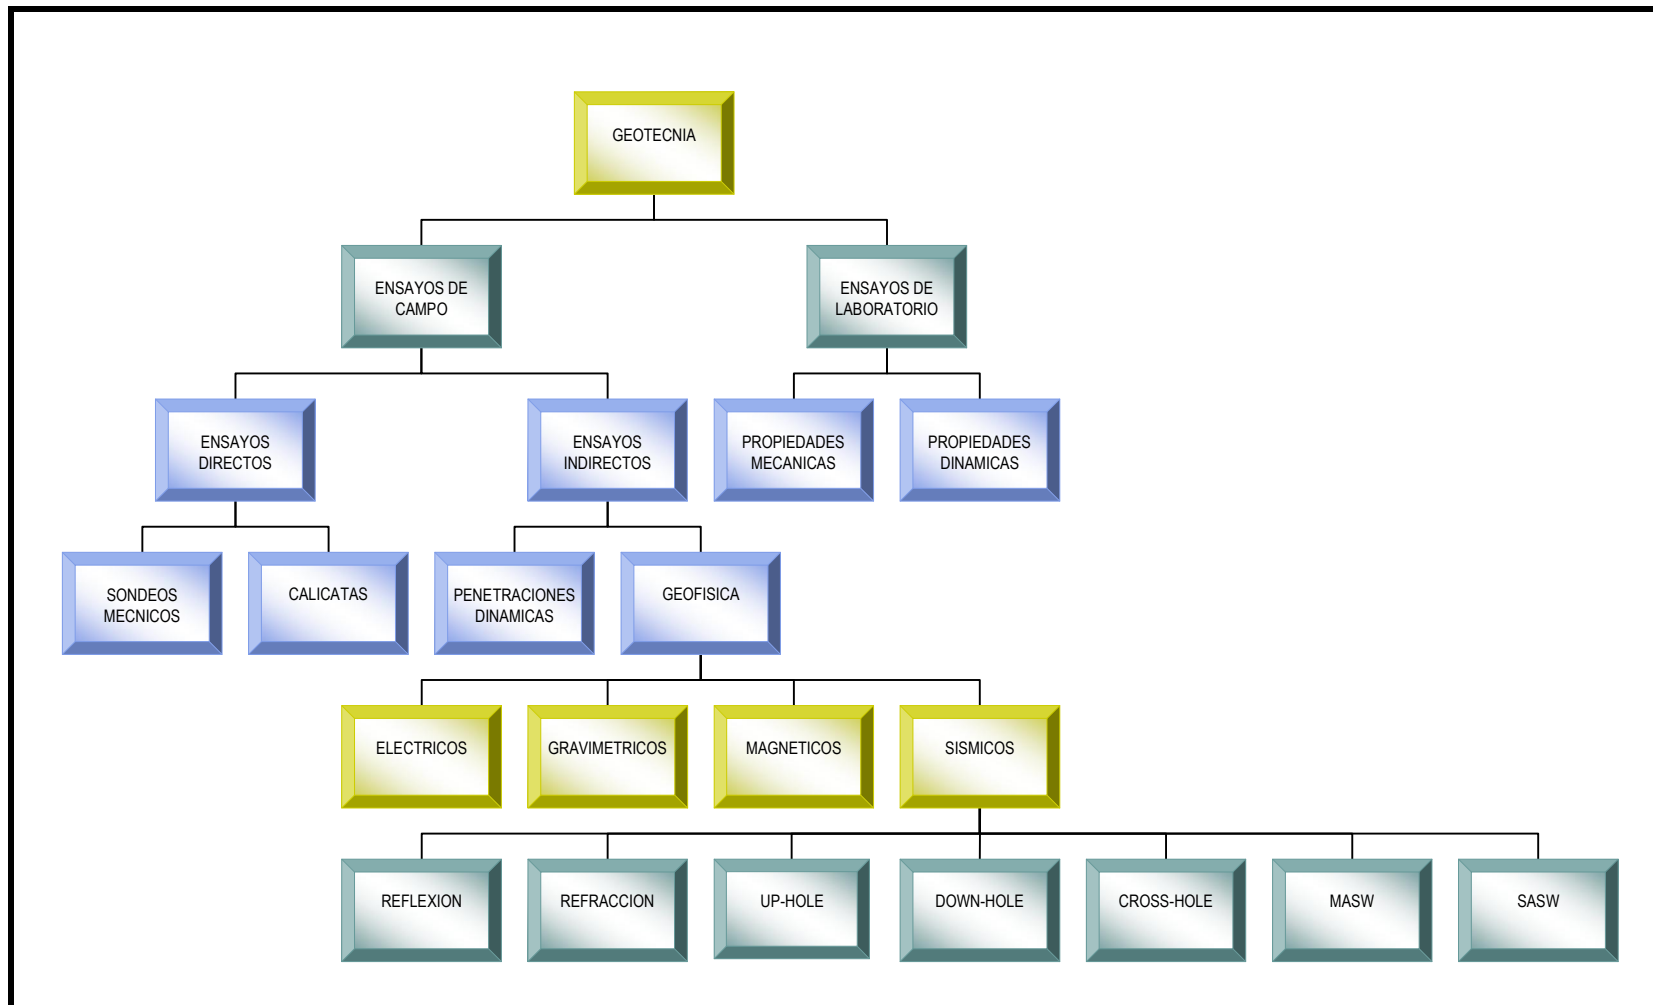 GEOTECNIA
ENSAYOS DE
CAMPO
ENSAYOS DE
LABORATORIO
ENSAYOS
DIRECTOS
ENSAYOS
INDIRECTOS
PROPIEDADES
MECANICAS
PROPIEDADES
DINAMICAS
SONDEOS
MECNICOS
CALICATAS
PENETRACIONES
DINAMICAS
GEOFISICA
ELECTRICOS
GRAVIMETRICOS
MAGNETICOS
SISMICOS
REFLEXION
REFRACCION
UP-HOLE
DOWN-HOLE
CROSS-HOLE
MASW
SASW